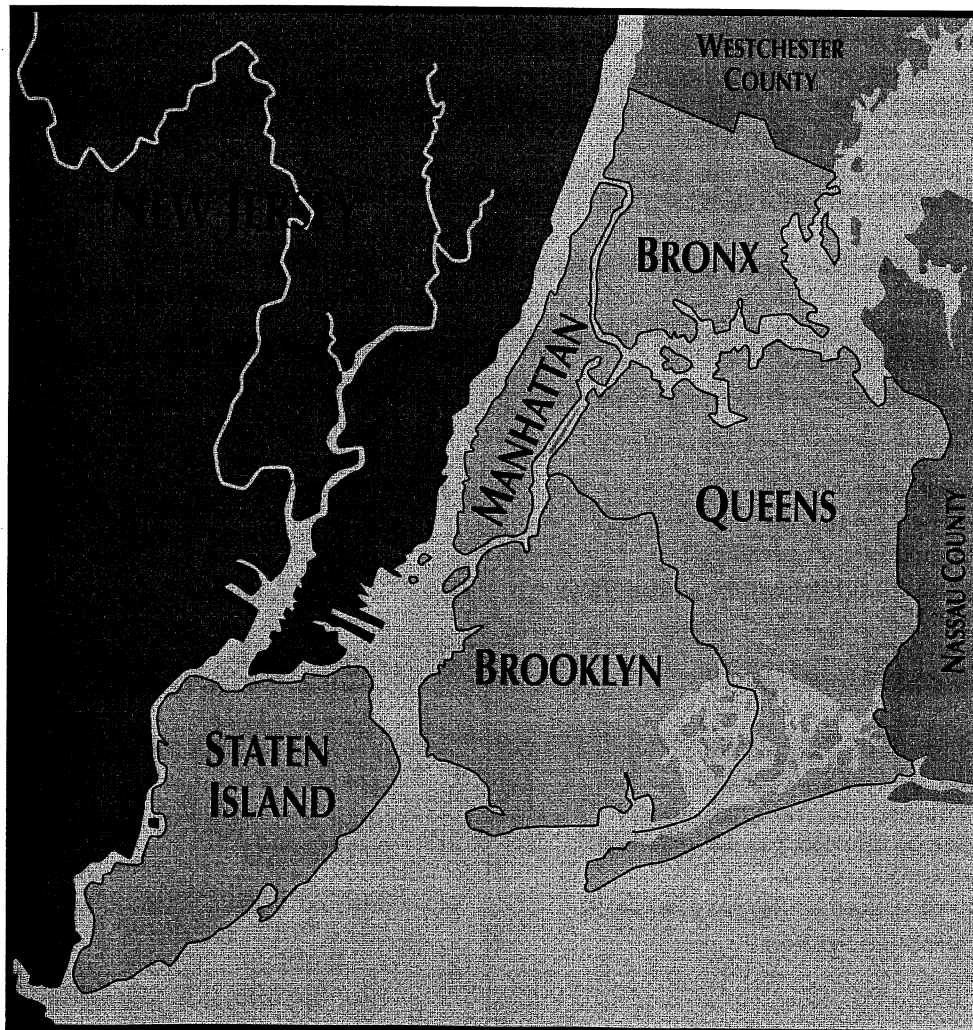 WESTCHESTER
COUNTY
NEW JERSEY
BRONX
MANHATTAN
QUEENS
NASSAU COUNTY
BROOKLYN
STATEN
ISLAND